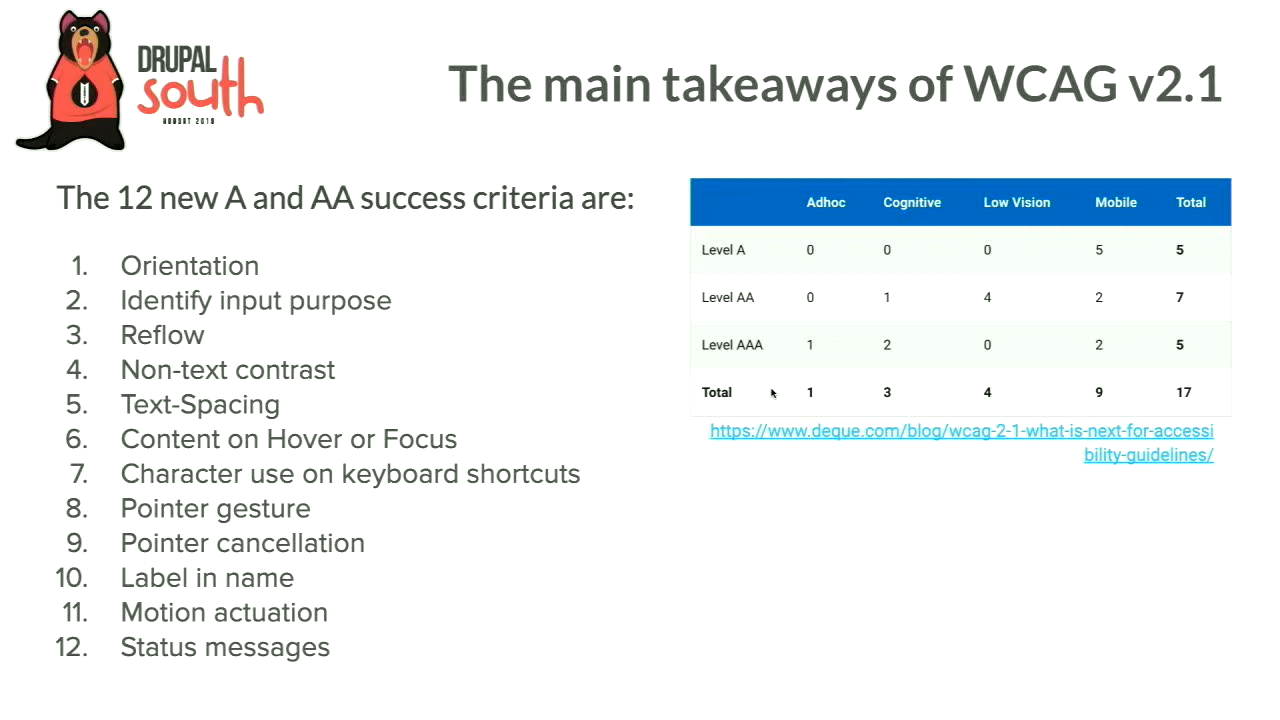 DRUPAL
south
HOBART 2019
The main takeaways of WCAG v2.1
The 12 new A and AA success criteria are:
1. Orientation
2. Identify input purpose
3. Reflow
4. Non-text contrast
5. Text-Spacing
6. Content on Hover or Focus
7. Character use on keyboard shortcuts
8. Pointer gesture
9. Pointer cancellation
10. Label in name
11. Motion actuation
12. Status messages
Adhoc Cognitive Low Vision Mobile Total
Level A 0 0 0 5 5
Level AA 0 1 4 2 7
Level AAA 1 2 0 2 5
Total 1 3 4 9 17
https://www.deque.com/blog/wcag-2-1-what-is-next-for-accessi
bility-guidelines/